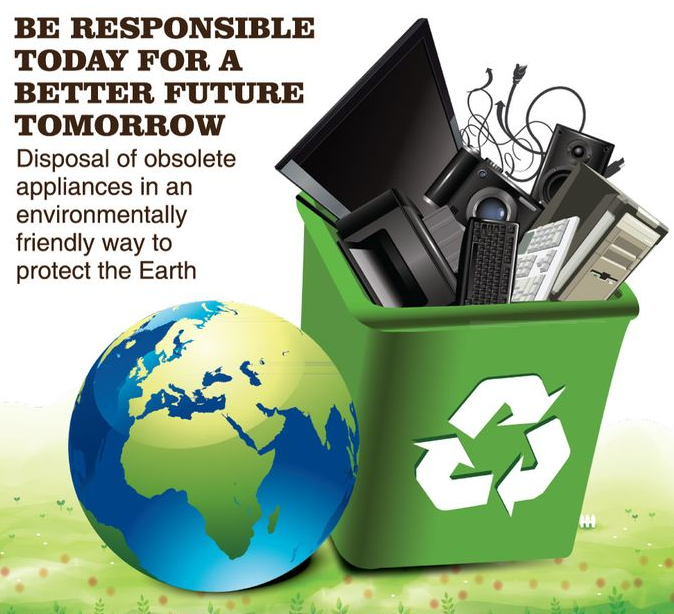 BE RESPONSIBLE
TODAY FOR A
BETTER FUTURE
TOMORROW
Disposal of obsolete
appliances in an
environmentally
friendly way to
protect the Earth